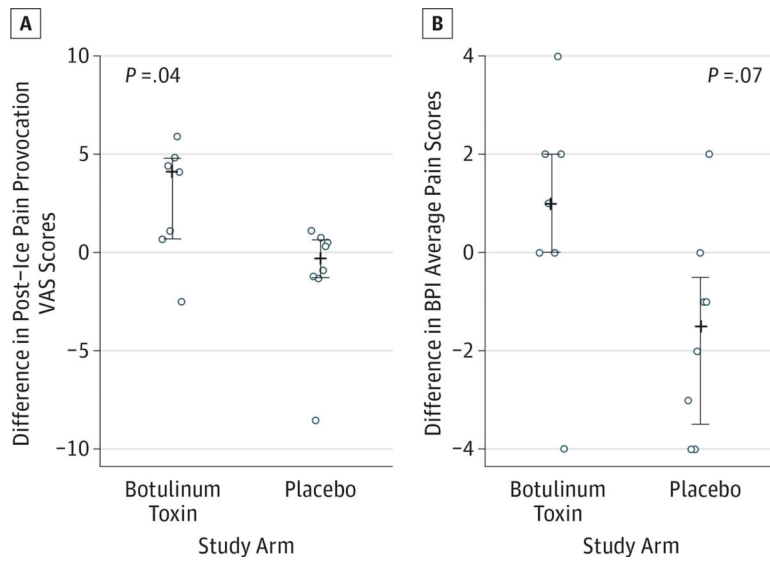 A
P =.04
Difference in Post–Ice Pain Provocation
VAS Scores
10
5
0
−5
−10
Botulinum
Toxin
Placebo
Study Arm
B
P =.07
Difference in BPI Average Pain Scores
4
2
0
−2
−4
Botulinum
Toxin
Placebo
Study Arm